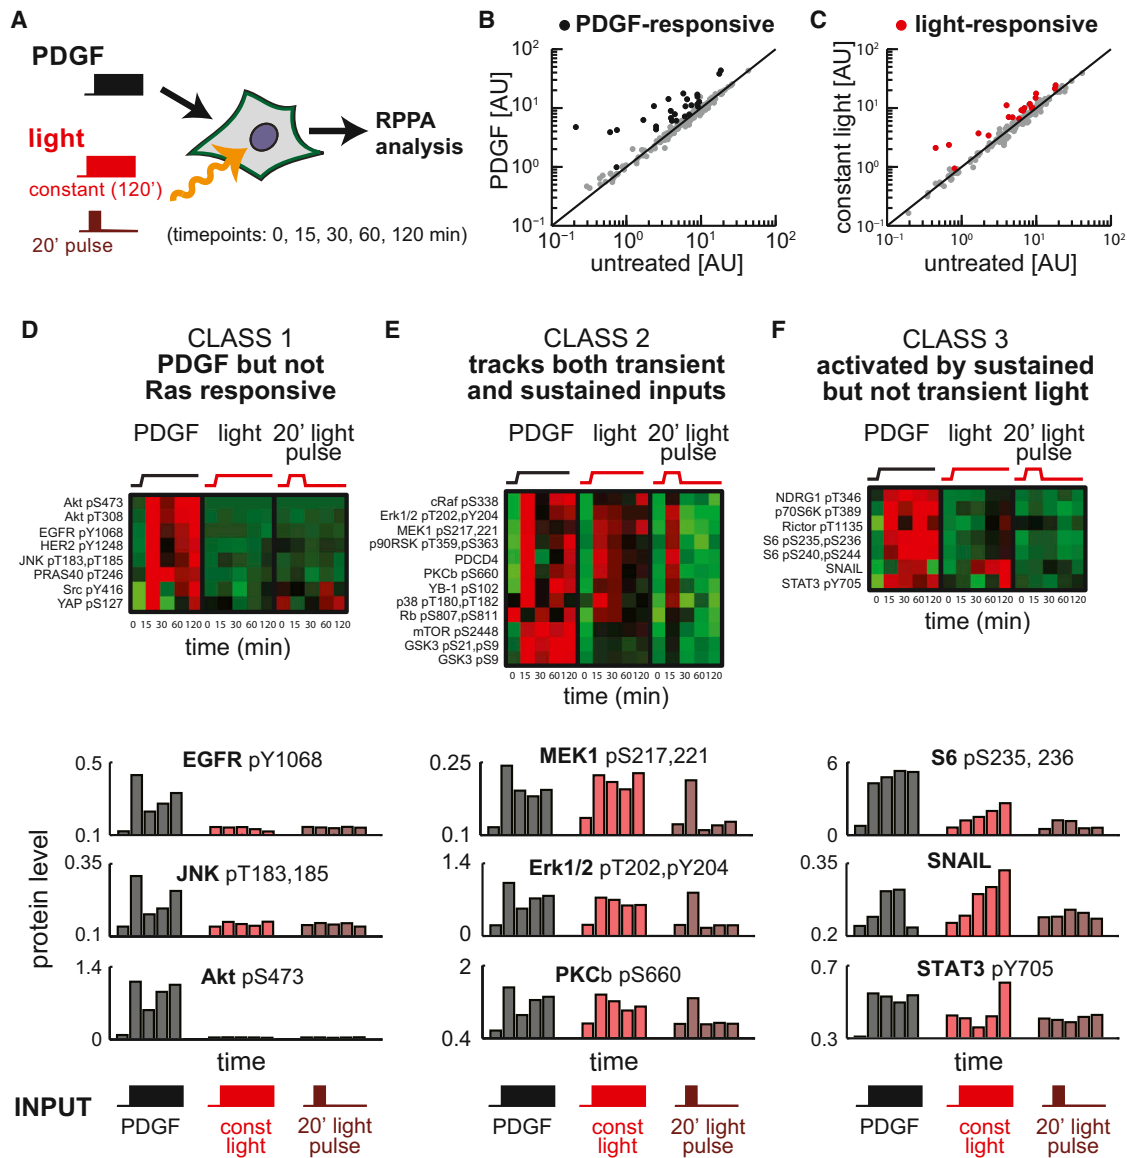 A
PDGF
light
constant (120')
20' pulse
RPPA
analysis
(timepoints: 0, 15, 30, 60, 120 min)
B
PDGF-responsive
PDGF [AU]
10²
10¹
10⁰
10⁻¹
10⁻¹ 10⁰ 10¹ 10²
untreated [AU]
C
light-responsive
constant light [AU]
10²
10¹
10⁰
10⁻¹
10⁻¹ 10⁰ 10¹ 10²
untreated [AU]
D
CLASS 1
PDGF but not
Ras responsive
PDGF light 20' light
pulse
Akt pS473
Akt pT308
EGFR pY1068
HER2 pY1248
JNK pT183,pT185
PRAS40 pT246
Src pY416
YAP pS127
0 15 30 60 120 0 15 30 60 120 0 15 30 60 120
time (min)
E
CLASS 2
tracks both transient
and sustained inputs
PDGF light 20' light
pulse
cRaf pS338
Erk1/2 pT202,pY204
MEK1 pS217,221
p90RSK pT359,pS363
PDCD4
PKCb pS660
YB-1 pS102
p38 pT180,pT182
Rb pS807,pS811
mTOR pS2448
GSK3 pS21,pS9
GSK3 pS9
0 15 30 60 120 0 15 30 60 120 0 15 30 60 120
time (min)
F
CLASS 3
activated by sustained
but not transient light
PDGF light 20' light
pulse
NDRG1 pT346
p70S6K pT389
Rictor pT1135
S6 pS235,pS236
S6 pS240,pS244
SNAIL
STAT3 pY705
0 15 30 60 120 0 15 30 60 120 0 15 30 60 120
time (min)
protein level
EGFR pY1068
0.5
0.1
JNK pT183,185
0.35
0.1
Akt pS473
1.4
0
time
MEK1 pS217,221
0.25
0.1
Erk1/2 pT202,pY204
1.4
0
PKCb pS660
2
0.4
time
S6 pS235, 236
6
0
SNAIL
0.35
0.2
STAT3 pY705
0.7
0.3
time
INPUT
PDGF
const
light
20' light
pulse
PDGF
const
light
20' light
pulse
PDGF
const
light
20' light
pulse